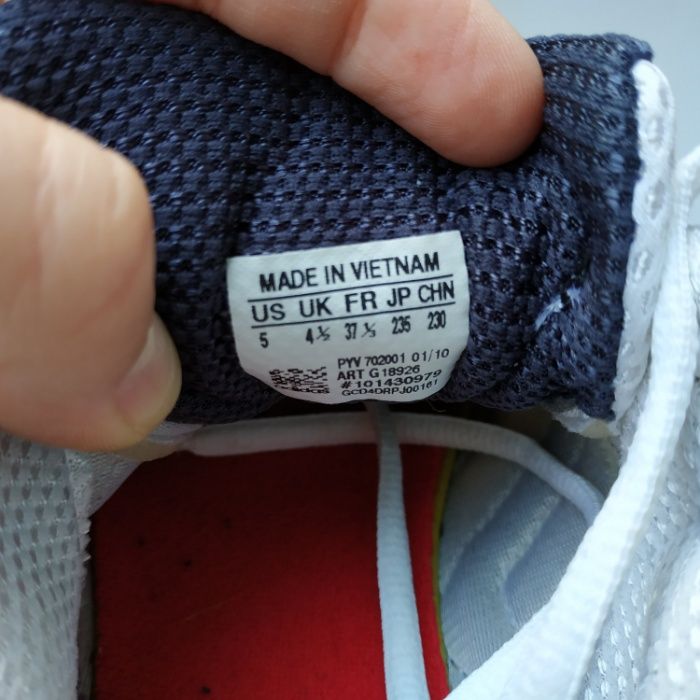 MADE IN VIETNAM
US UK FR JP CHN
5 4½ 37⅓ 235 230
PYV 702001 01/10
ART G18926
#101430979
adidas GCD4DRPJ00161